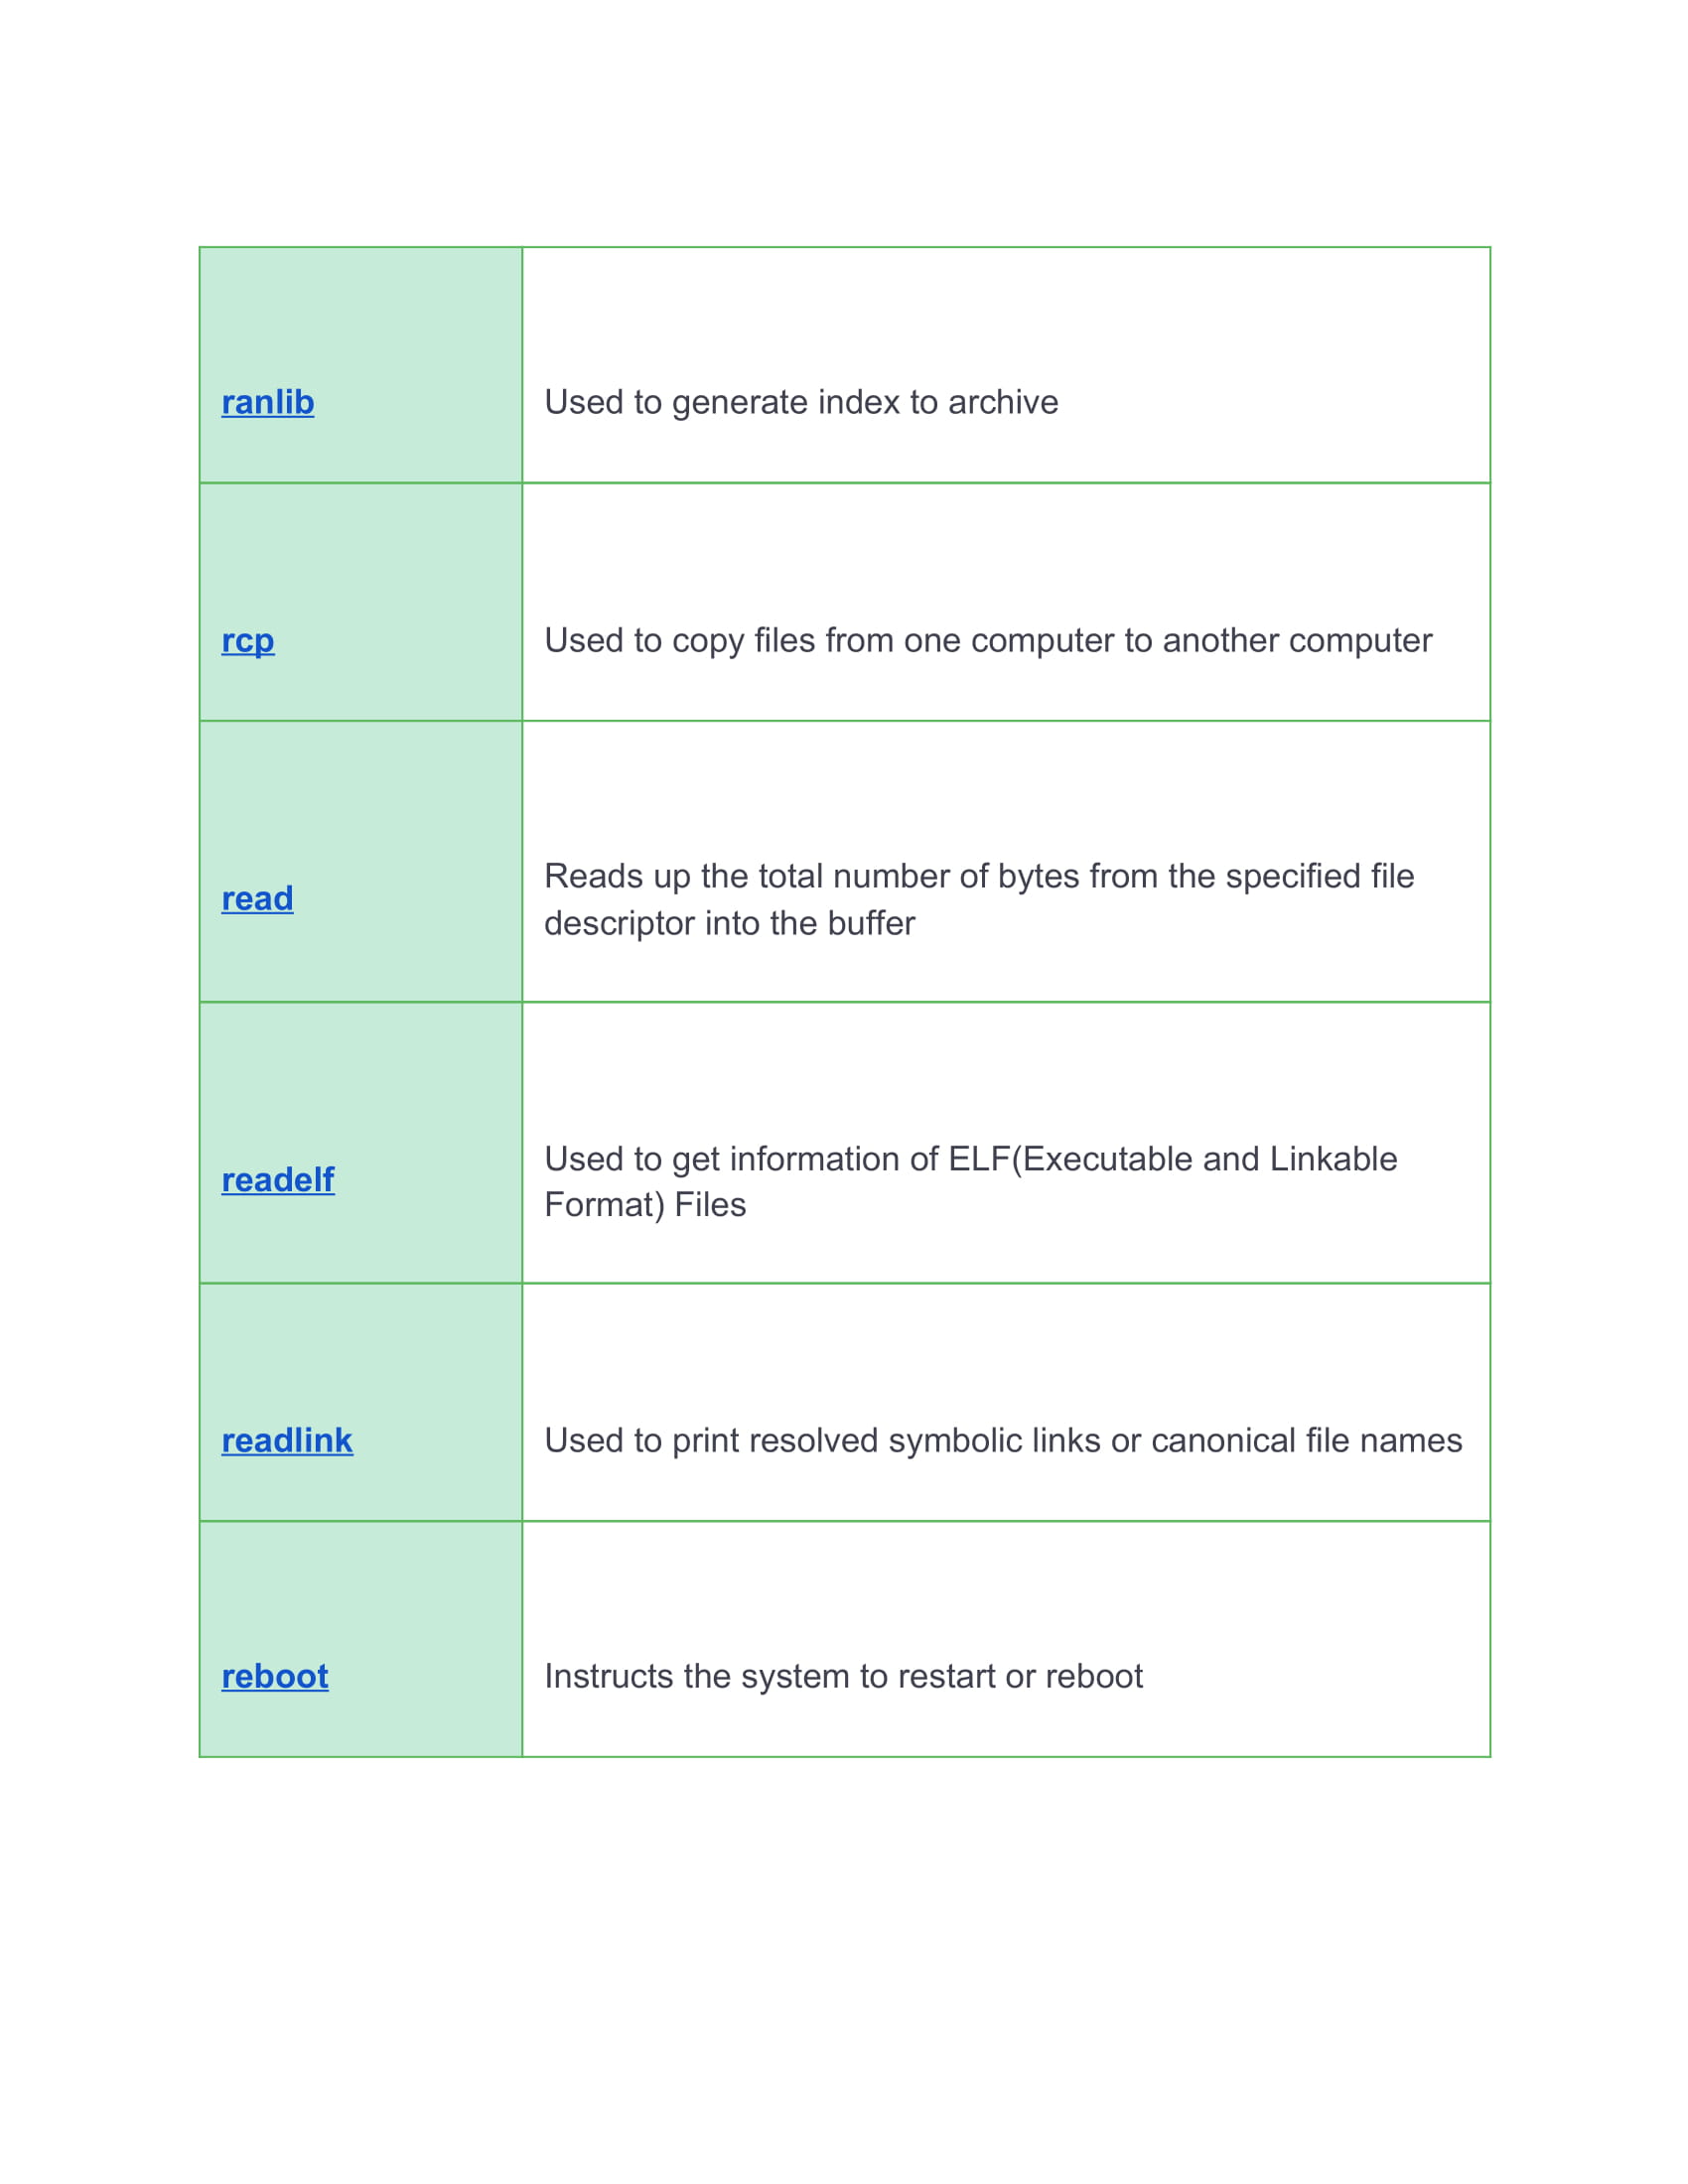 ranlib
Used to generate index to archive
rcp
Used to copy files from one computer to another computer
read
Reads up the total number of bytes from the specified file
descriptor into the buffer
readelf
Used to get information of ELF(Executable and Linkable
Format) Files
readlink
Used to print resolved symbolic links or canonical file names
reboot
Instructs the system to restart or reboot